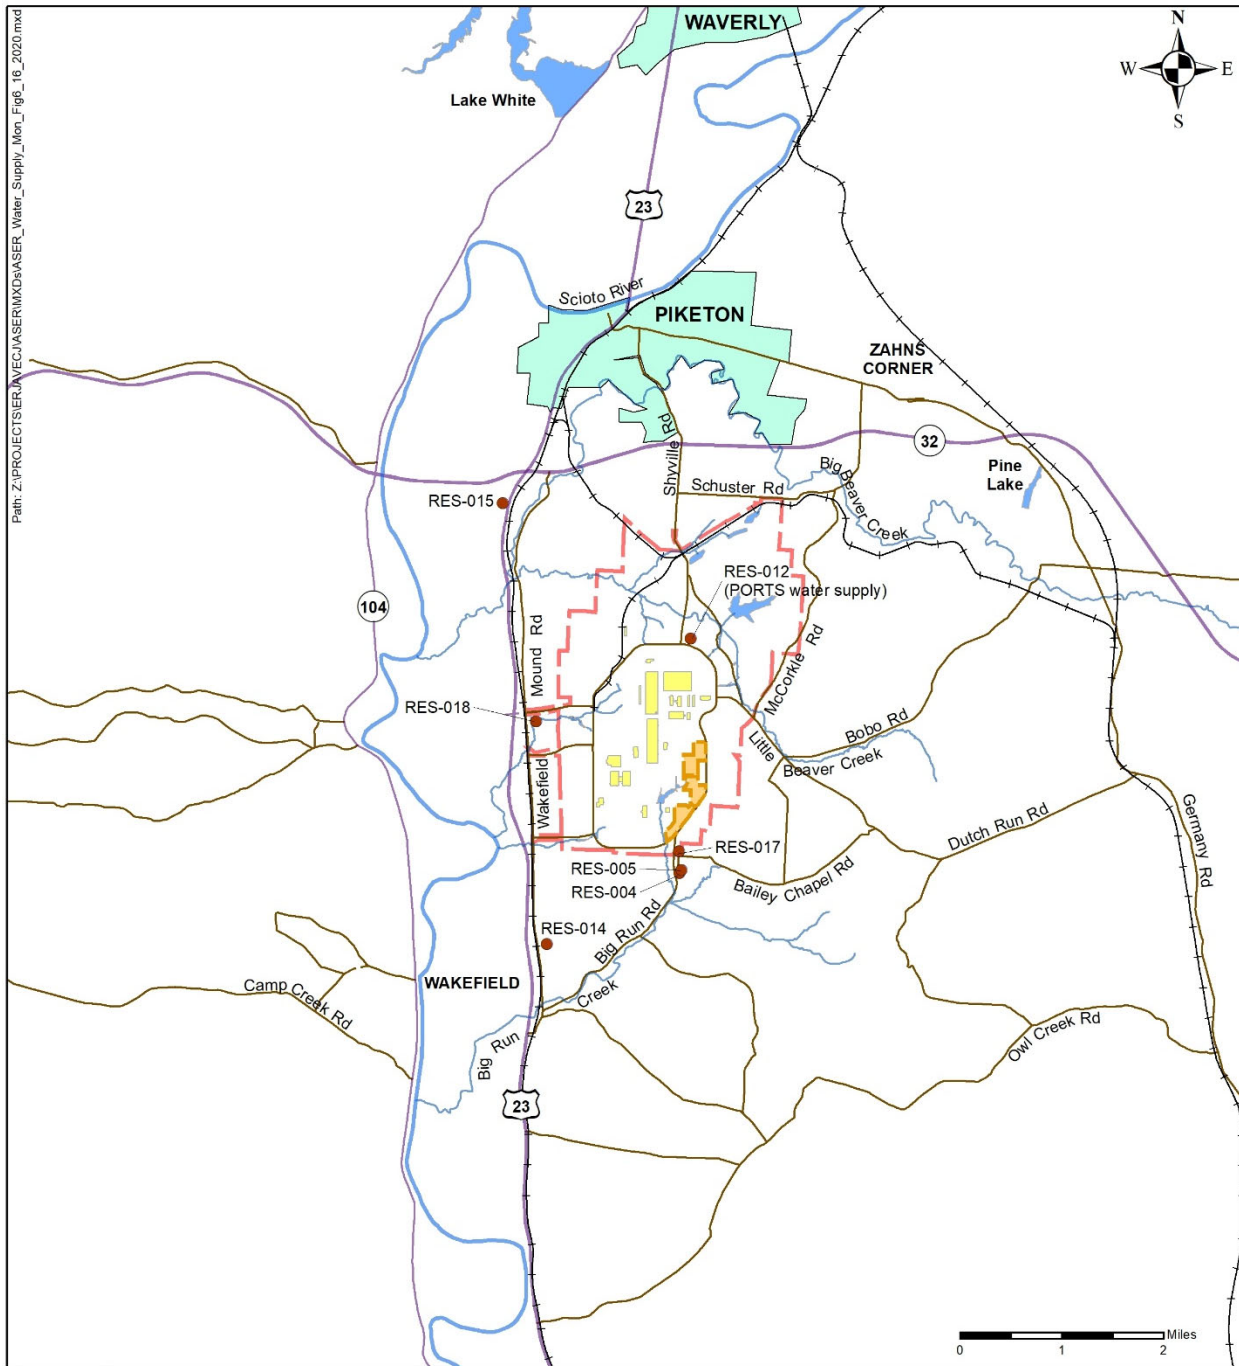 Path: Z:\PROJECTS\ERJAVECJ\ASER\MXDs\ASER_Water_Supply_Mon_Fig6_16_2020.mxd
WAVERLY
N
W
E
S
Lake White
23
Scioto River
PIKETON
ZAHNS
CORNER
Shyville Rd
32
Big Beaver Creek
Pine
Lake
Schuster Rd
RES-015
RES-012
(PORTS water supply)
104
Mound Rd
McCorkle Rd
RES-018
Bobo Rd
Little
Beaver Creek
Wakefield
Germany Rd
Dutch Run Rd
RES-017
RES-005
RES-004
Bailey Chapel Rd
RES-014
Big Run Rd
WAKEFIELD
Camp Creek Rd
Big Run
Creek
Owl Creek Rd
23
Miles
0
1
2